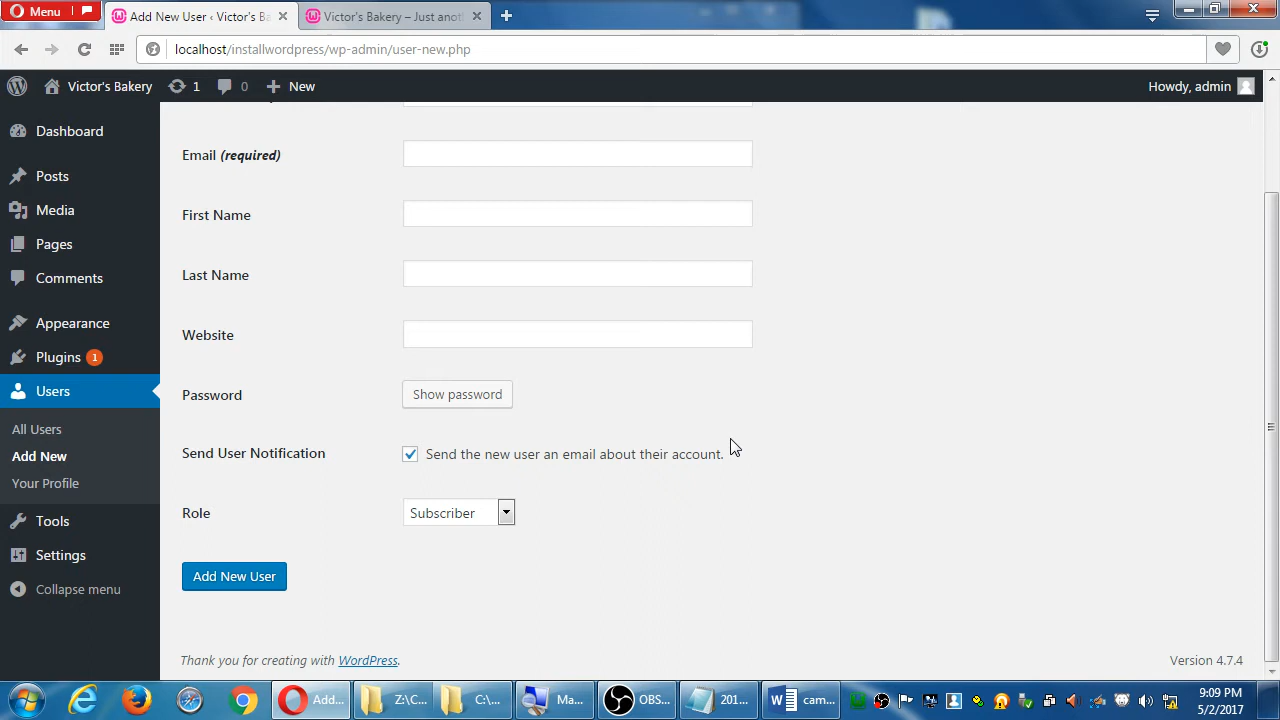 Menu
Add New User ‹ Victor's Ba
Victor's Bakery – Just anot
localhost/installwordpress/wp-admin/user-new.php
Victor's Bakery 1 0 New Howdy, admin
Dashboard
Posts
Media
Pages
Comments
Appearance
Plugins 1
Users
All Users
Add New
Your Profile
Tools
Settings
Collapse menu
Email (required)
First Name
Last Name
Website
Password Show password
Send User Notification Send the new user an email about their account.
Role Subscriber
Add New User
Thank you for creating with WordPress. Version 4.7.4
Add... Z:\C... C:\... Ma... OBS... 201... cam...
9:09 PM
5/2/2017